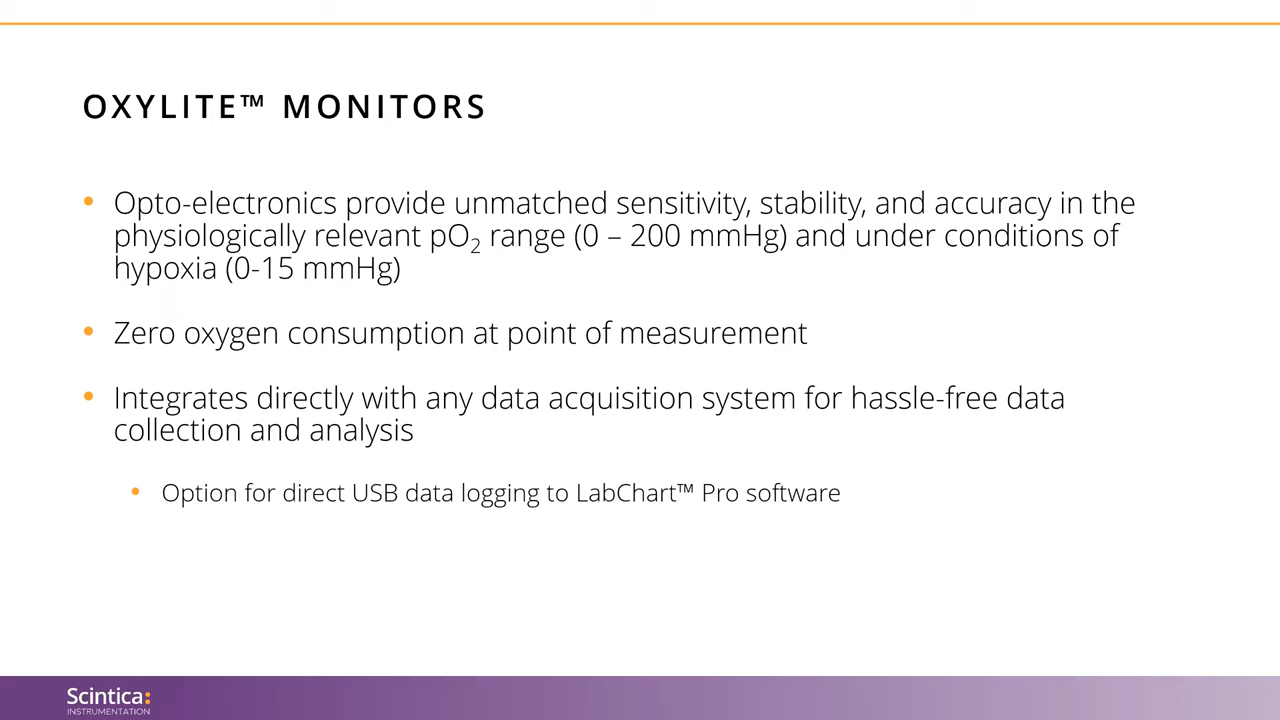 OXYLITE™ MONITORS
• Opto-electronics provide unmatched sensitivity, stability, and accuracy in the
physiologically relevant pO₂ range (0 – 200 mmHg) and under conditions of
hypoxia (0-15 mmHg)
• Zero oxygen consumption at point of measurement
• Integrates directly with any data acquisition system for hassle-free data
collection and analysis
• Option for direct USB data logging to LabChart™ Pro software
Scintica:
INSTRUMENTATION